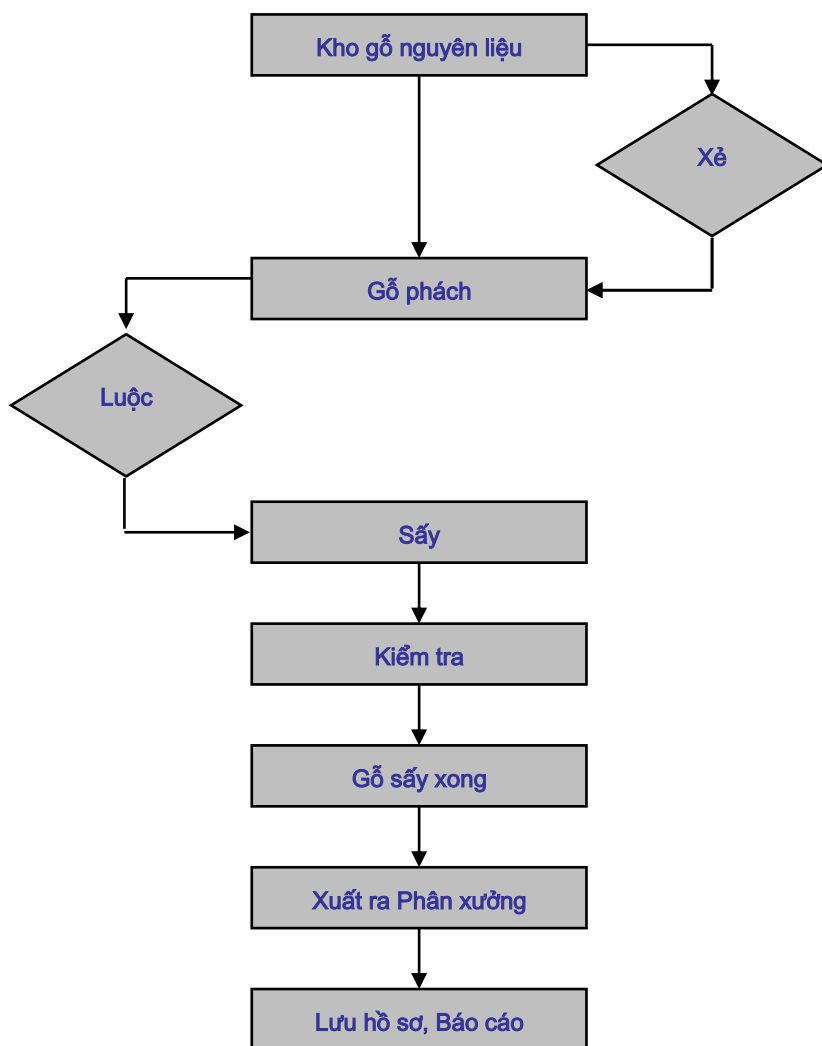 Kho gỗ nguyên liệu
Xẻ
Gỗ phách
Luộc
Sấy
Kiểm tra
Gỗ sấy xong
Xuất ra Phân xưởng
Lưu hồ sơ, Báo cáo